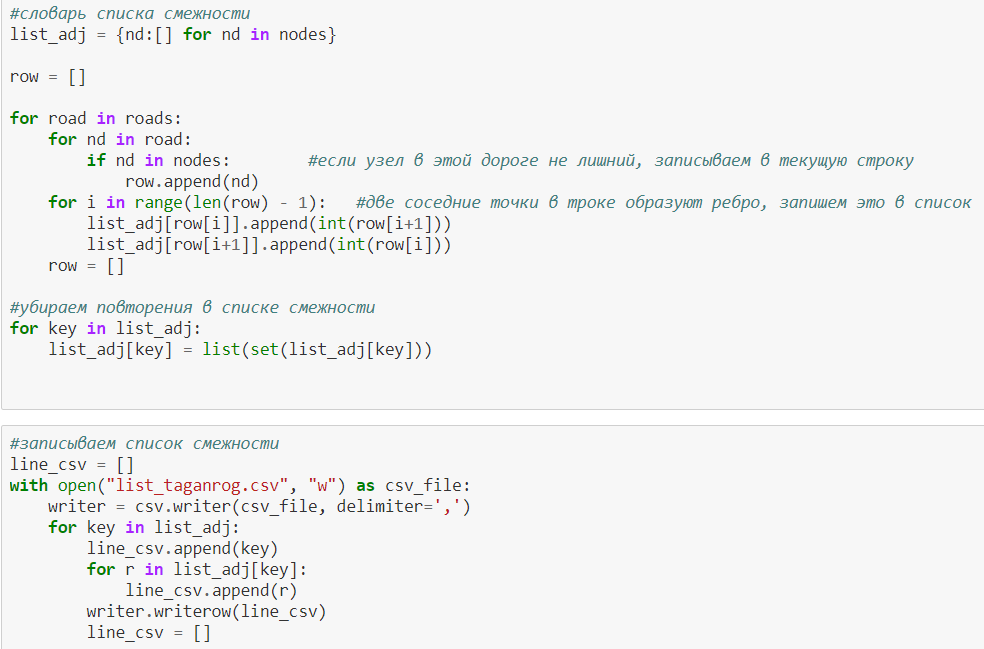 #словарь списка смежности
list_adj = {nd:[] for nd in nodes}
row = []
for road in roads:
    for nd in road:
        if nd in nodes:        #если узел в этой дороге не лишний, записываем в текущую строку
            row.append(nd)
    for i in range(len(row) - 1):   #две соседние точки в троке образуют ребро, запишем это в список
        list_adj[row[i]].append(int(row[i+1]))
        list_adj[row[i+1]].append(int(row[i]))
    row = []
#убираем повторения в списке смежности
for key in list_adj:
    list_adj[key] = list(set(list_adj[key]))
#записываем список смежности
line_csv = []
with open("list_taganrog.csv", "w") as csv_file:
    writer = csv.writer(csv_file, delimiter=',')
    for key in list_adj:
        line_csv.append(key)
        for r in list_adj[key]:
            line_csv.append(r)
        writer.writerow(line_csv)
        line_csv = []